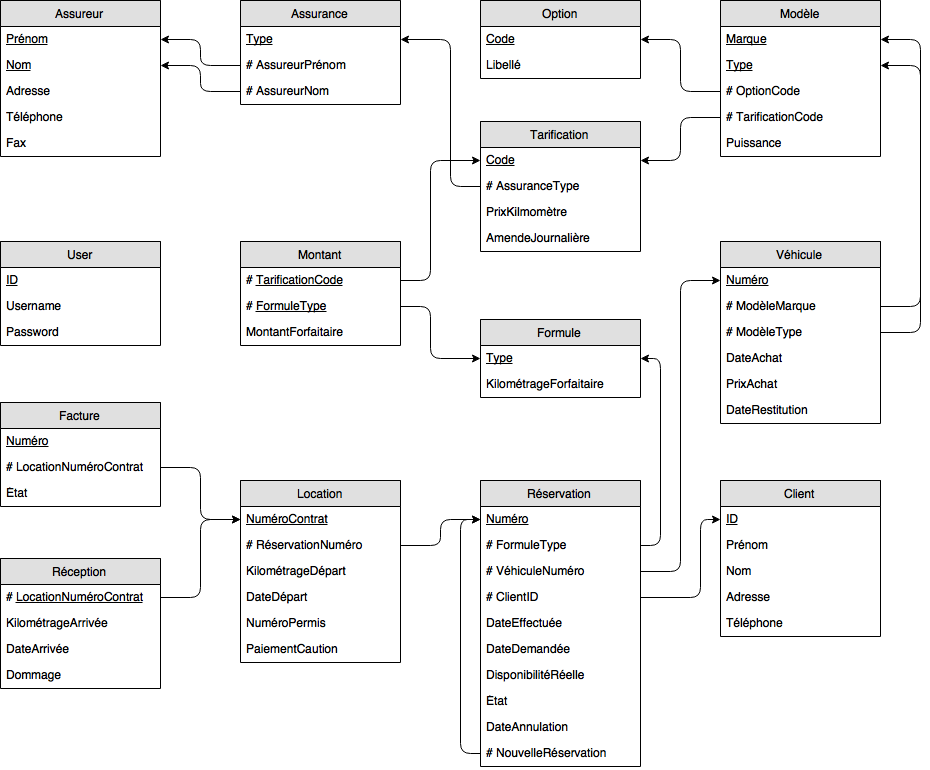 Assureur
Prénom
Nom
Adresse
Téléphone
Fax
Assurance
Type
# AssureurPrénom
# AssureurNom
Option
Code
Libellé
Modèle
Marque
Type
# OptionCode
# TarificationCode
Puissance
Tarification
Code
# AssuranceType
PrixKilmomètre
AmendeJournalière
User
ID
Username
Password
Montant
# TarificationCode
# FormuleType
MontantForfaitaire
Formule
Type
KilométrageForfaitaire
Véhicule
Numéro
# ModèleMarque
# ModèleType
DateAchat
PrixAchat
DateRestitution
Facture
Numéro
# LocationNuméroContrat
État
Réception
# LocationNuméroContrat
KilométrageArrivée
DateArrivée
Dommage
Location
NuméroContrat
# RéservationNuméro
KilométrageDépart
DateDépart
NuméroPermis
PaiementCaution
Réservation
Numéro
# FormuleType
# VéhiculeNuméro
# ClientID
DateEffectuée
DateDemandée
DisponibilitéRéelle
État
DateAnnulation
# NouvelleRéservation
Client
ID
Prénom
Nom
Adresse
Téléphone